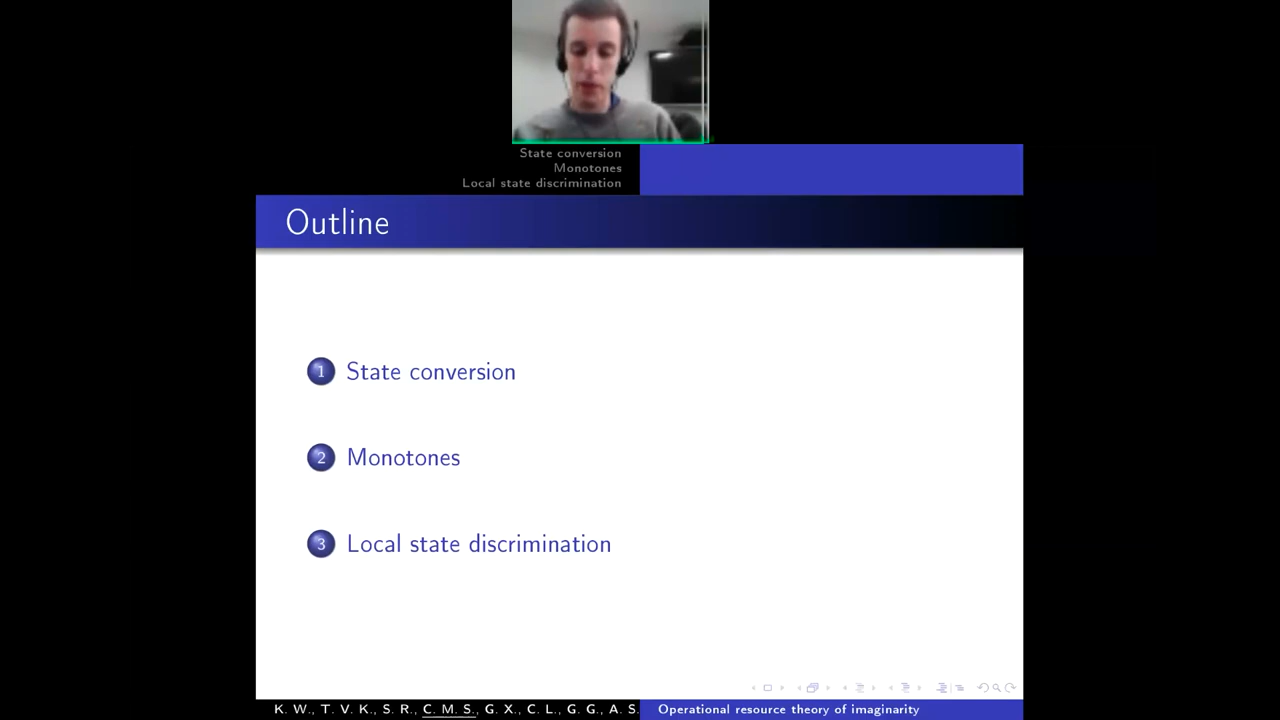 State conversion
Monotones
Local state discrimination
Outline
1 State conversion
2 Monotones
3 Local state discrimination
K. W., T. V. K., S. R., C. M. S., G. X., C. L., G. G., A. S.
Operational resource theory of imaginarity